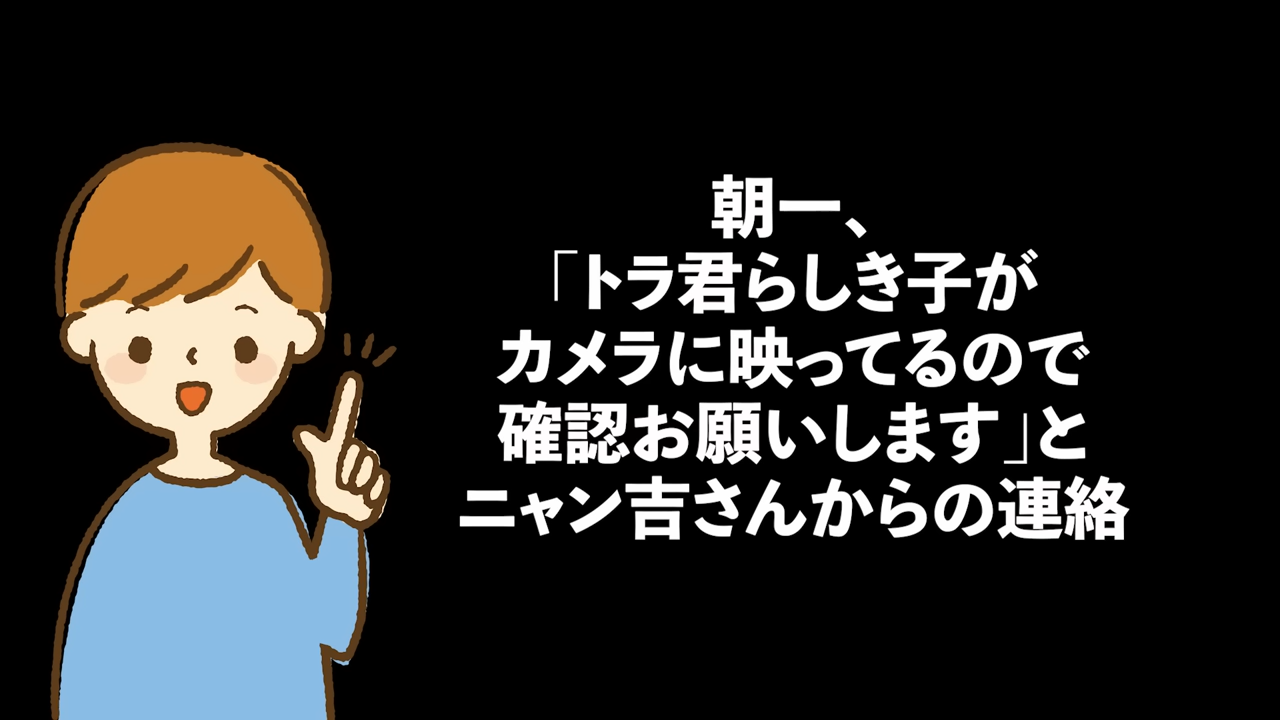 朝一、
「トラ君らしき子が
カメラに映ってるので
確認お願いします」と
ニャン吉さんからの連絡